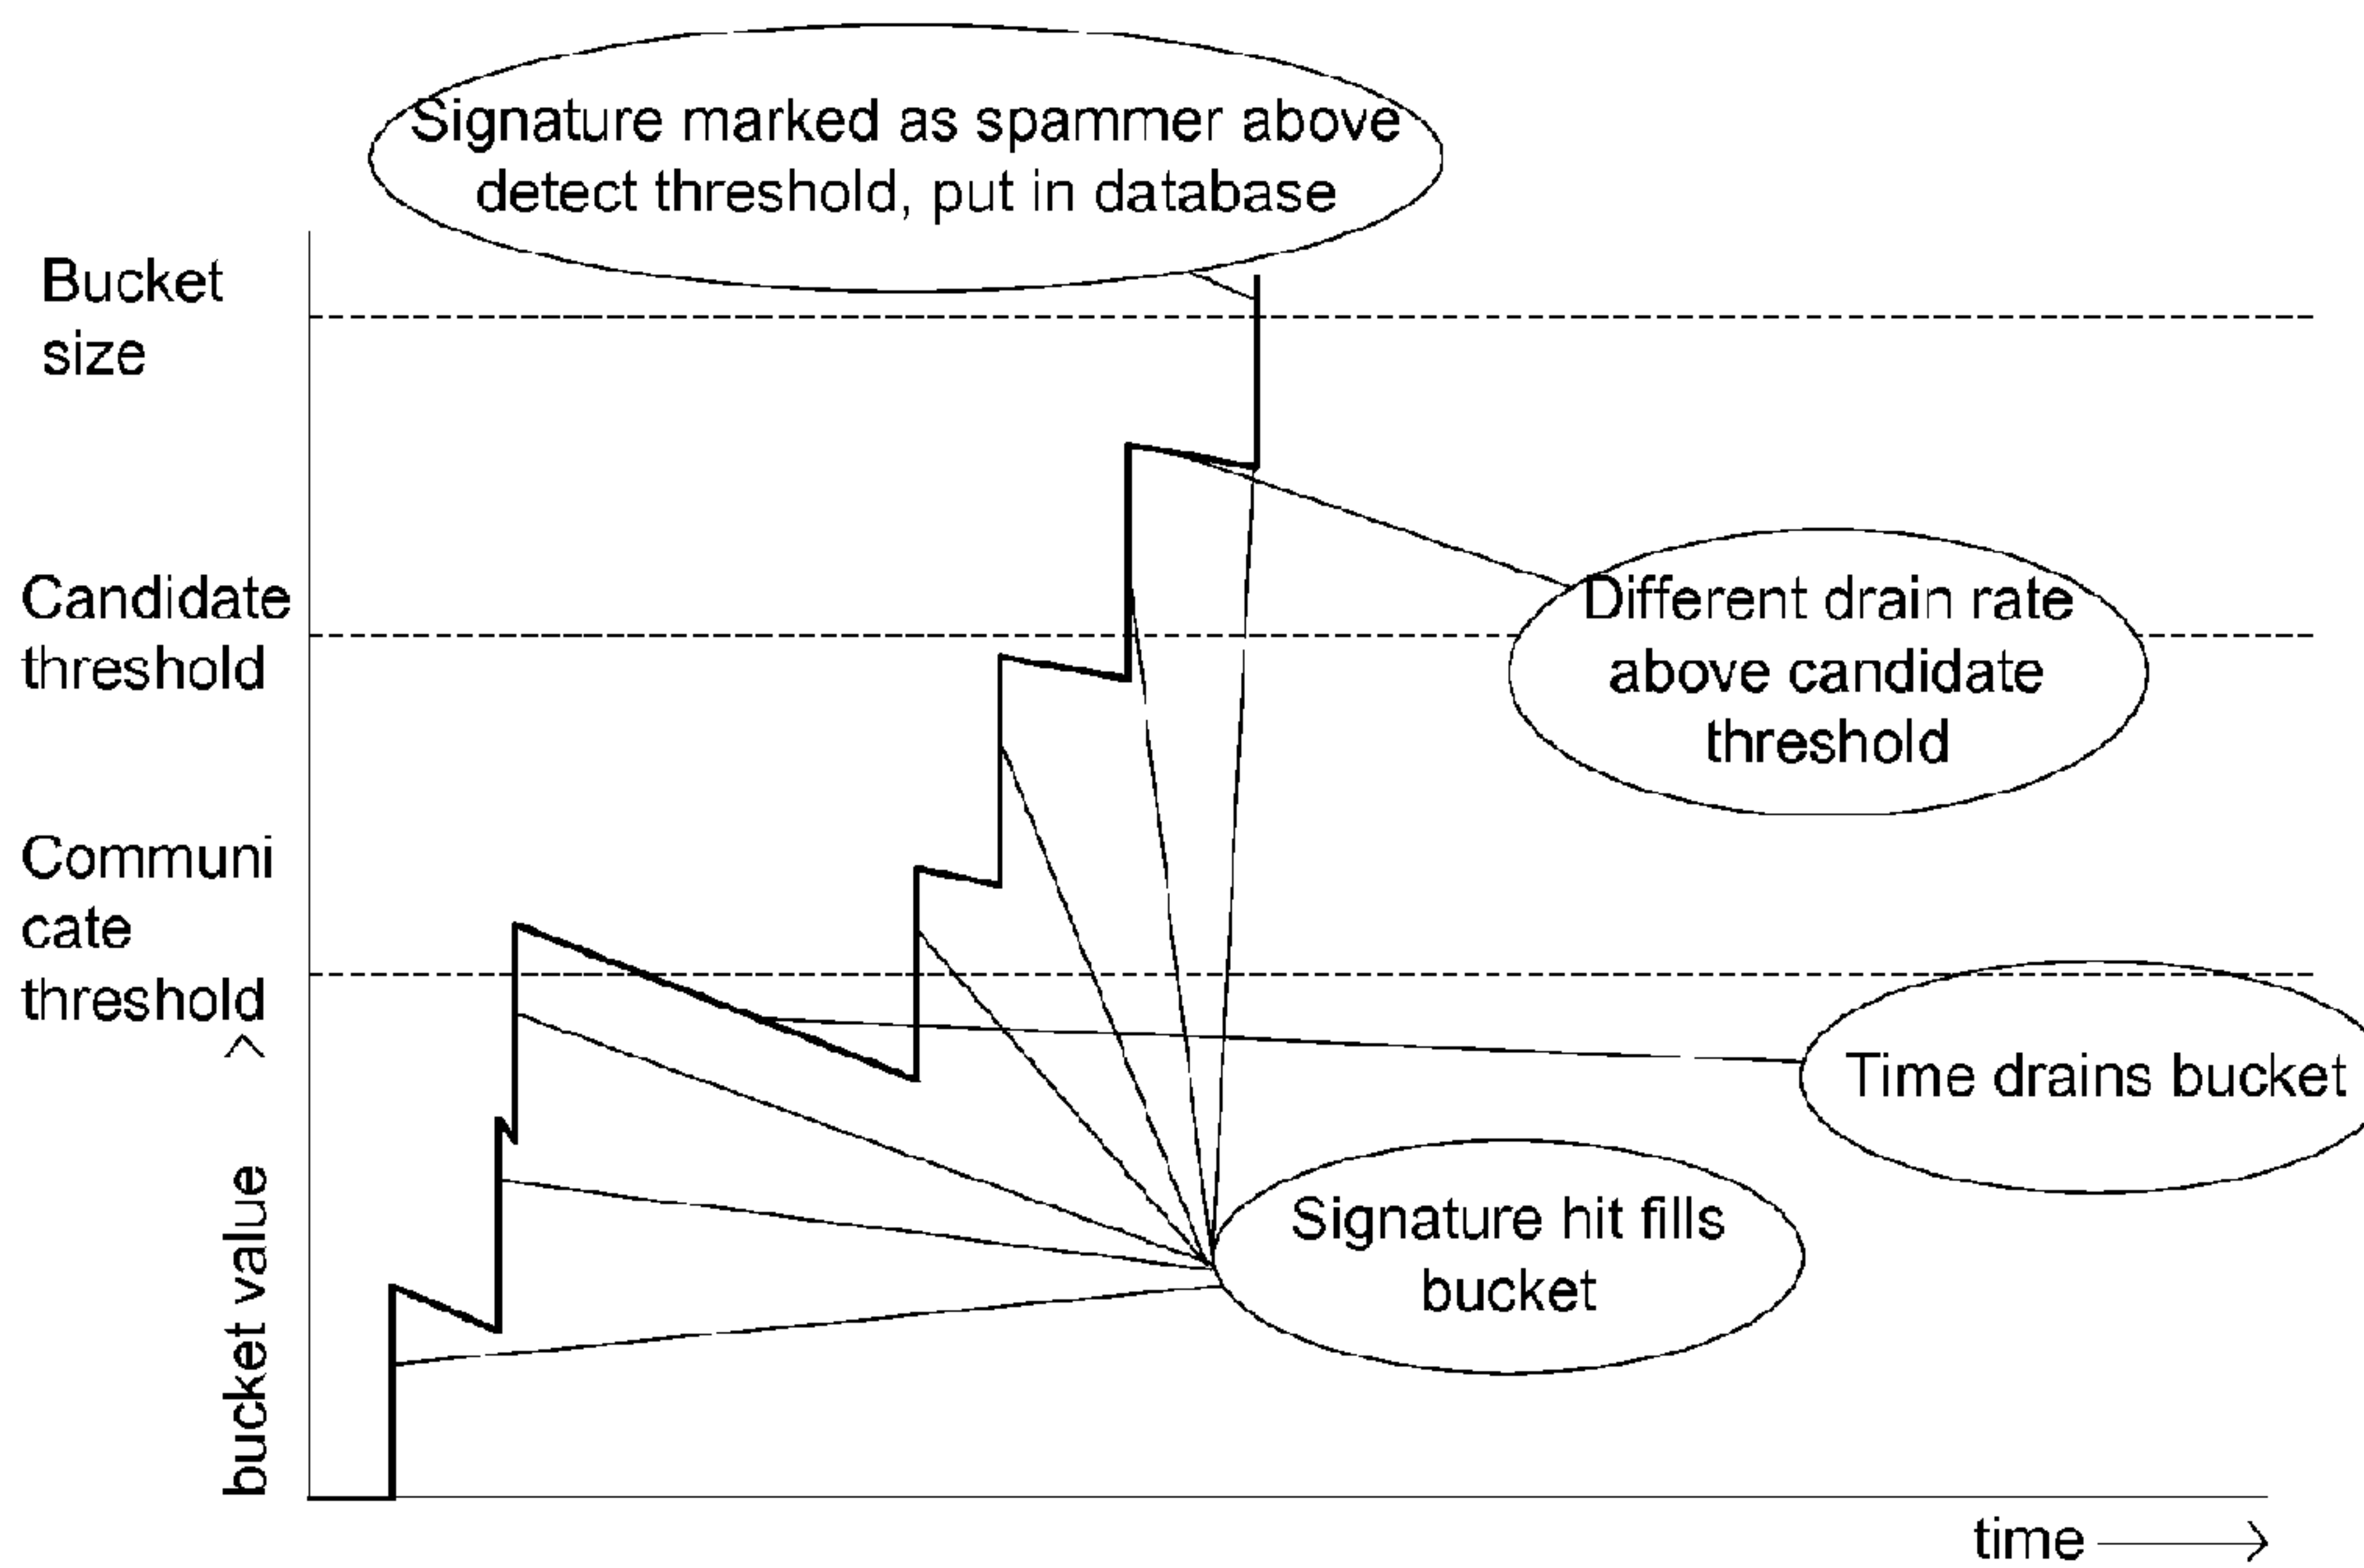 Signature marked as spammer above
detect threshold, put in database
Bucket
size
Candidate
threshold
Different drain rate
above candidate
threshold
Communi
cate
threshold
>
Time drains bucket
Signature hit fills
bucket
bucket value
time